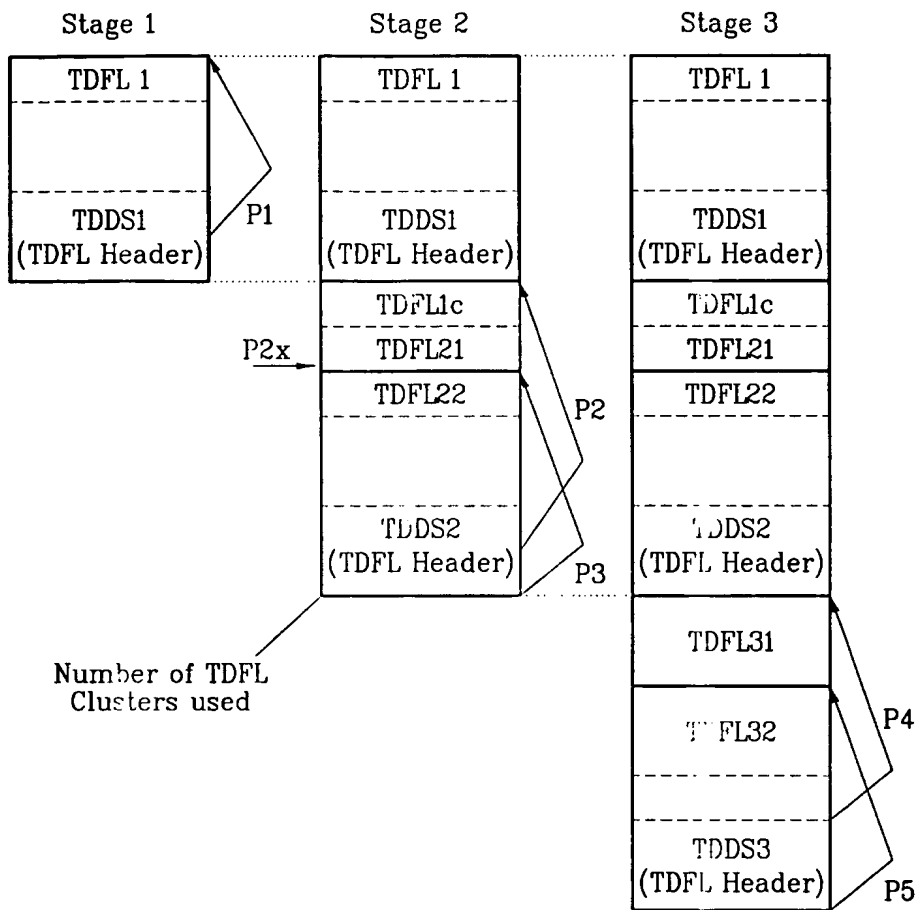 Stage 1
TDFL 1
TDDS1
(TDFL Header)
P1
Stage 2
TDFL 1
TDDS1
(TDFL Header)
TDFL1c
TDFL21
P2x
TDFL22
P2
TDDS2
(TDFL Header)
P3
Number of TDFL
Clusters used
Stage 3
TDFL 1
TDDS1
(TDFL Header)
TDFL1c
TDFL21
TDFL22
TDDS2
(TDFL Header)
TDFL31
TDFL32
P4
TDDS3
(TDFL Header)
P5